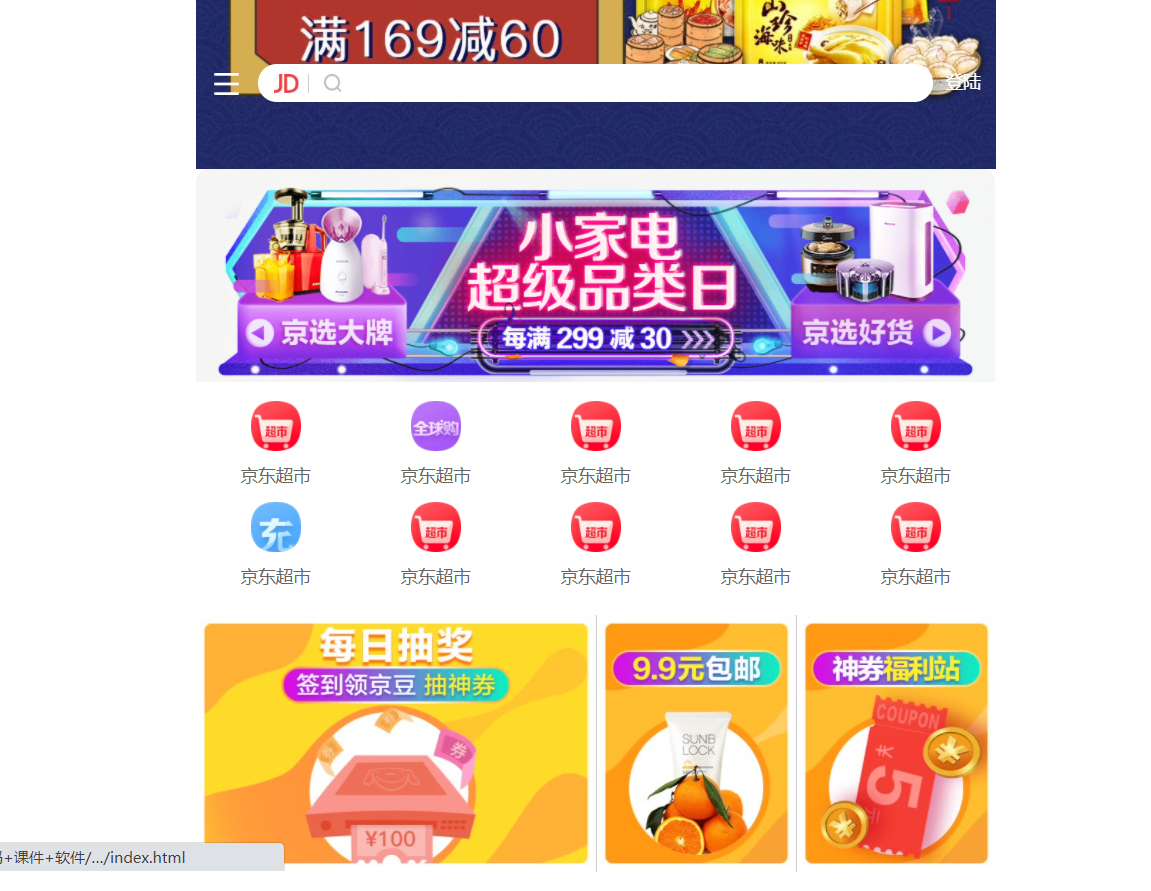 满169减60
山珍
海味
JD
登陆
小家电
超级品类日
京选大牌
每满 299 减 30
京选好货
超市
全球购
超市
超市
超市
京东超市
京东超市
京东超市
京东超市
京东超市
充
超市
超市
超市
超市
京东超市
京东超市
京东超市
京东超市
京东超市
每日抽奖
签到领京豆 抽神券
券
¥100
9.9元包邮
SUNB
LOCK
神券福利站
COUPON
5元
+课件+软件/.../index.html